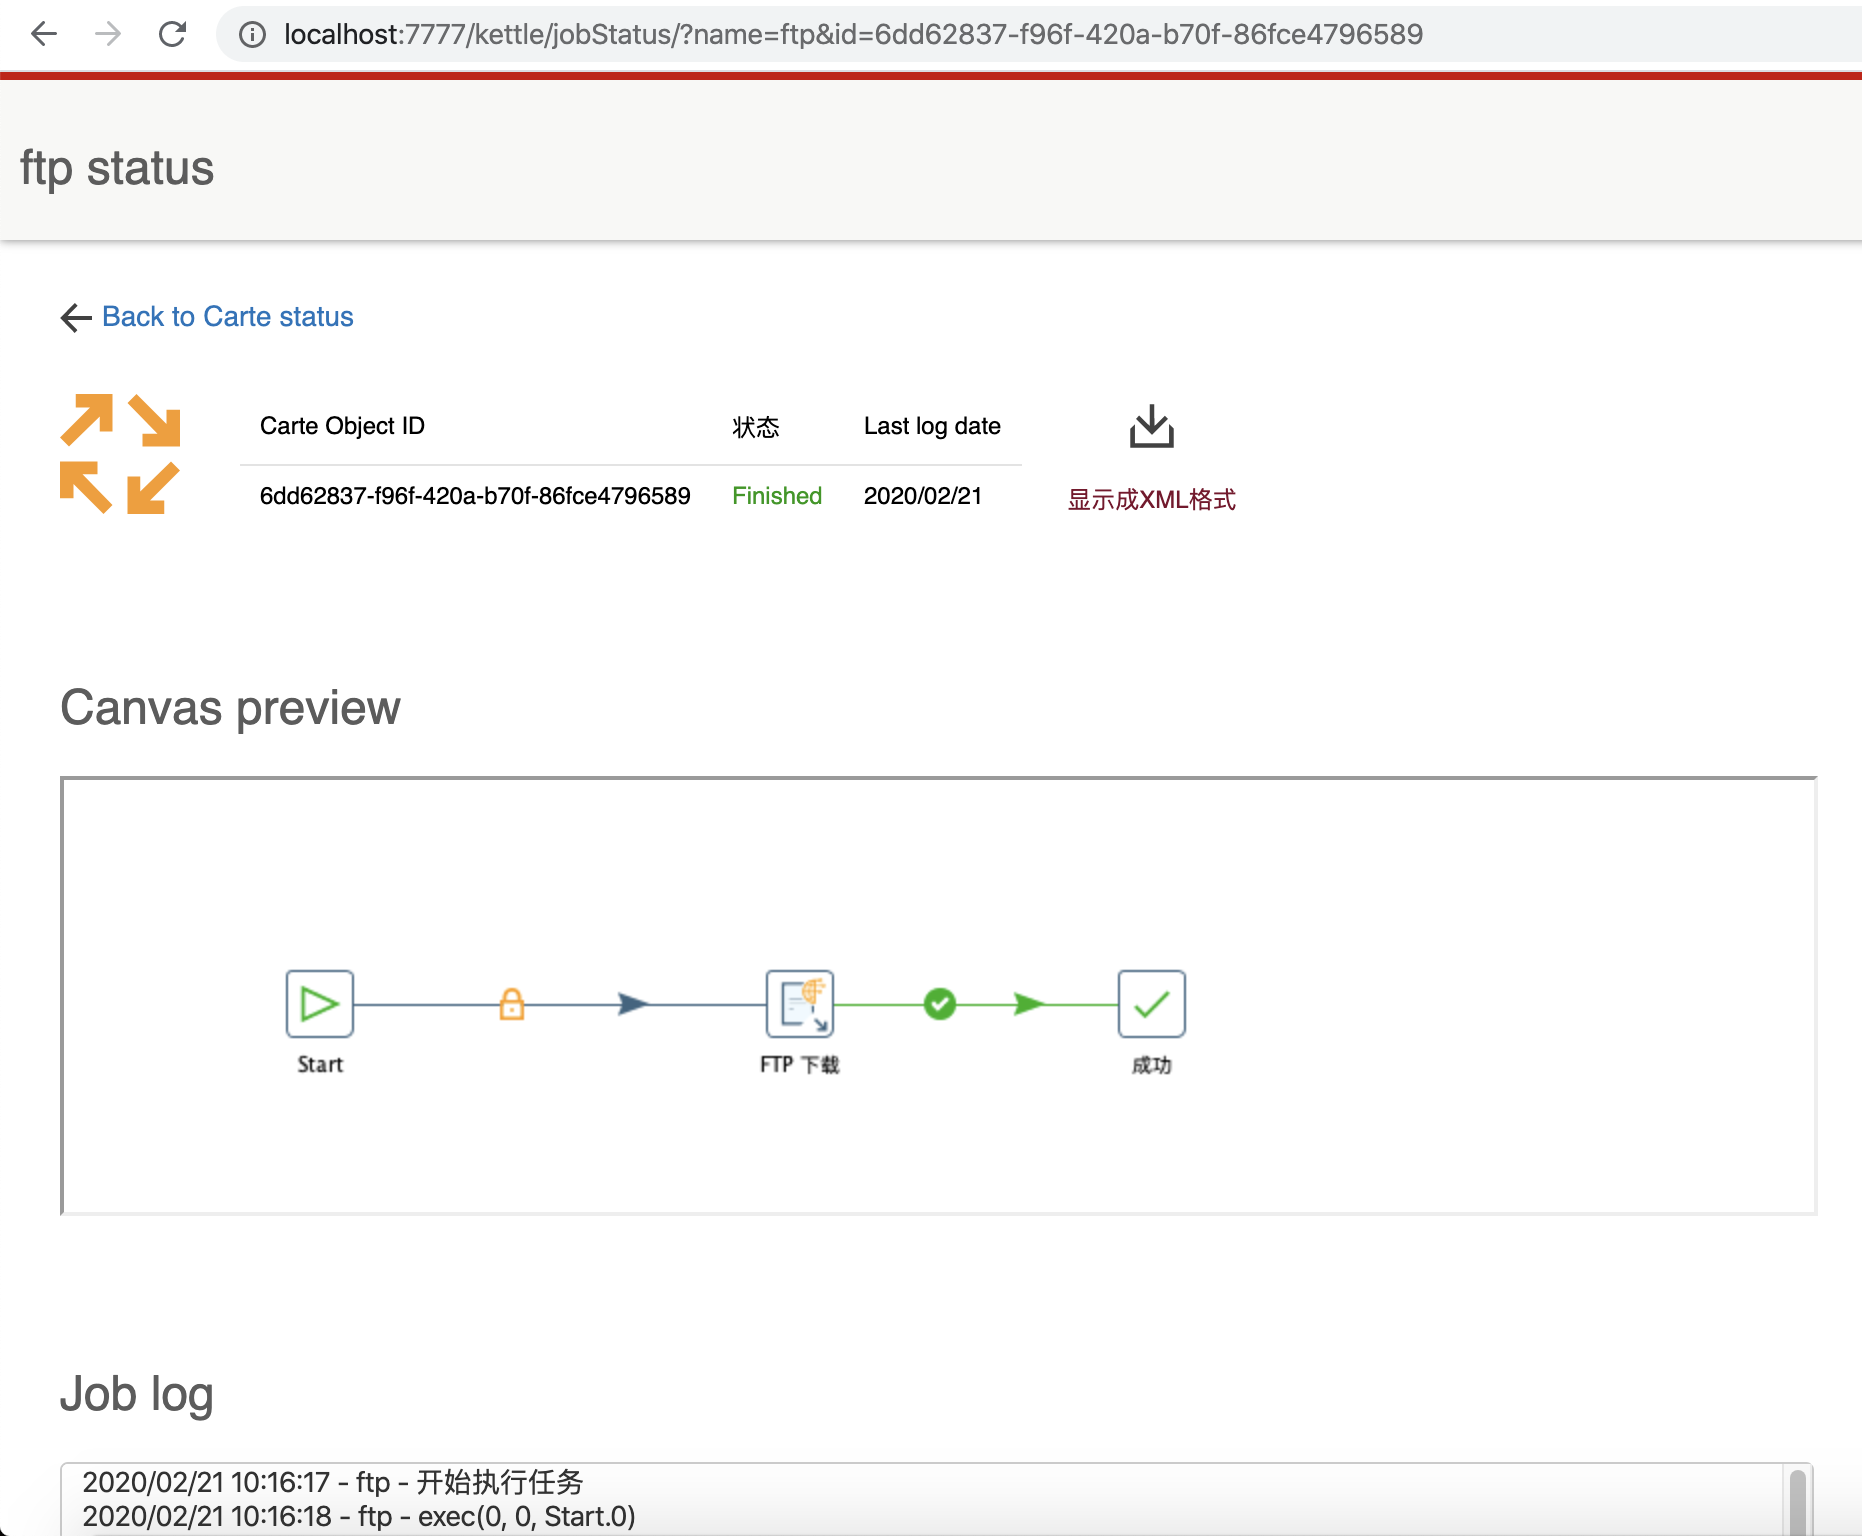 localhost:7777/kettle/jobStatus/?name=ftp&id=6dd62837-f96f-420a-b70f-86fce4796589
ftp status
Back to Carte status
Carte Object ID 状态 Last log date
6dd62837-f96f-420a-b70f-86fce4796589 Finished 2020/02/21 显示成XML格式
Canvas preview
Start FTP 下载 成功
Job log
2020/02/21 10:16:17 - ftp - 开始执行任务
2020/02/21 10:16:18 - ftp - exec(0, 0, Start.0)